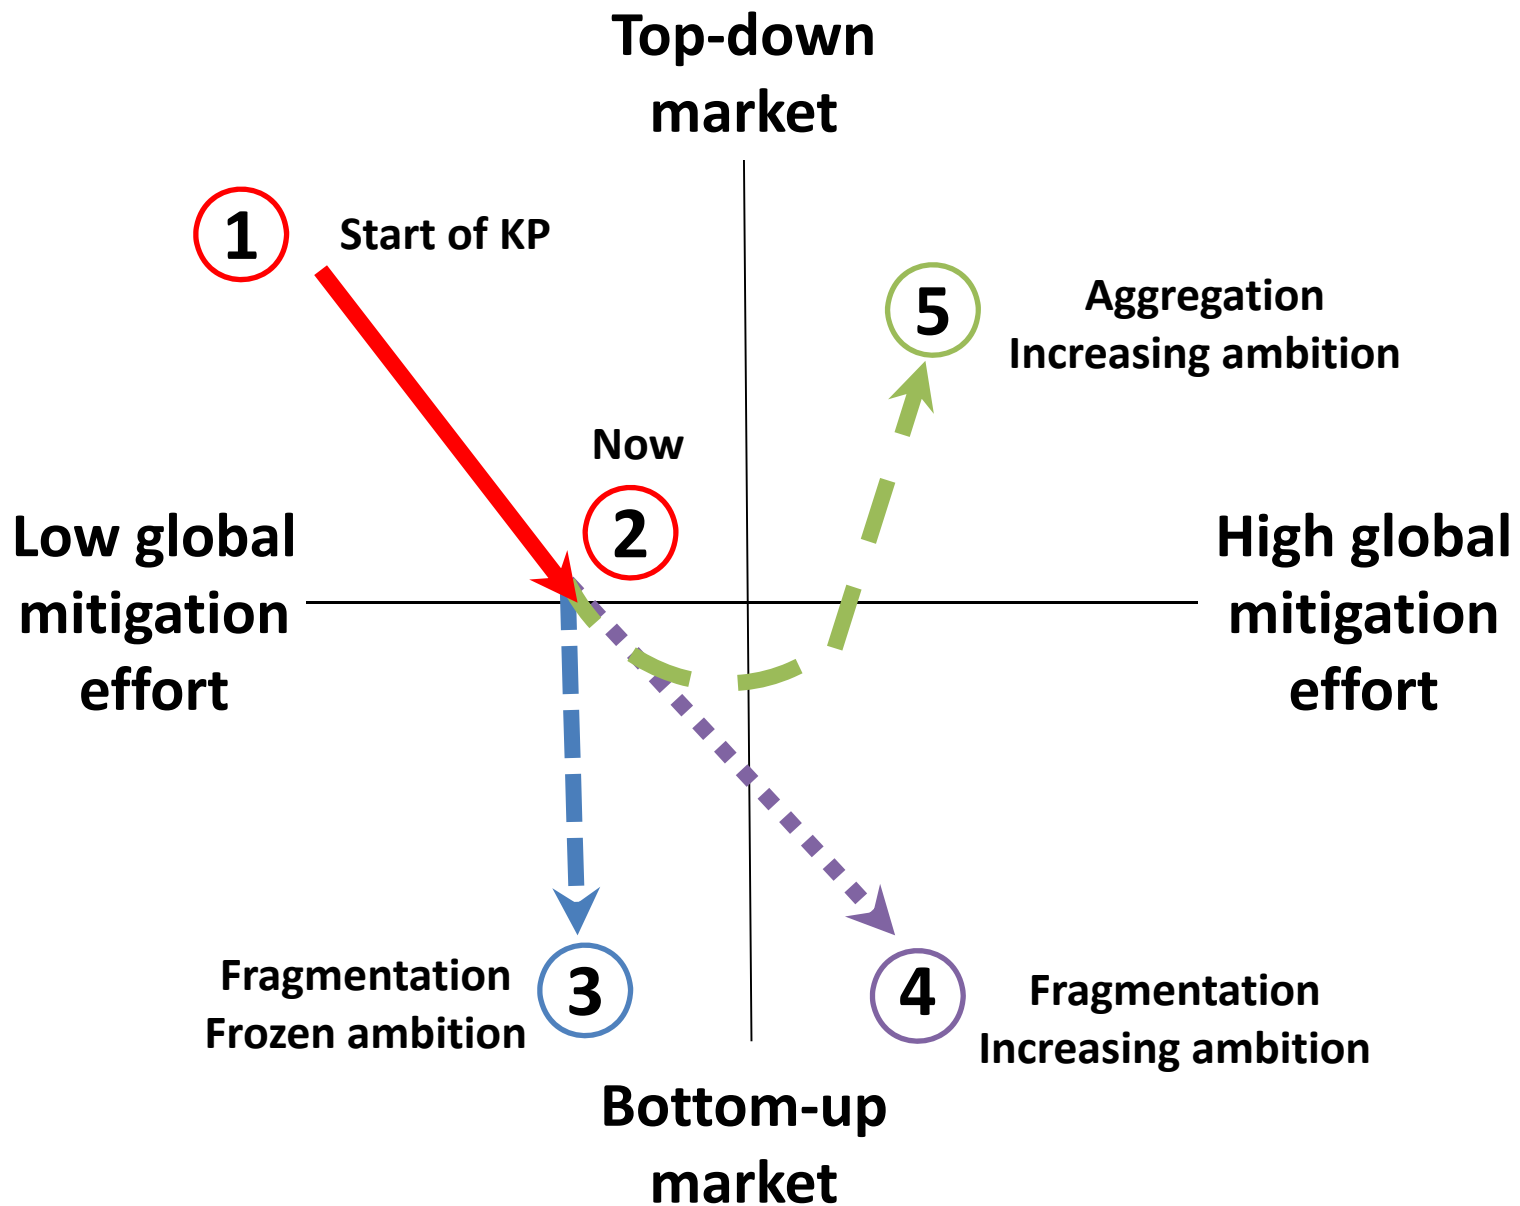 Top-down
market
1
Start of KP
5
Aggregation
Increasing ambition
Now
2
Low global
mitigation
effort
High global
mitigation
effort
Fragmentation
Frozen ambition
3
4
Fragmentation
Increasing ambition
Bottom-up
market